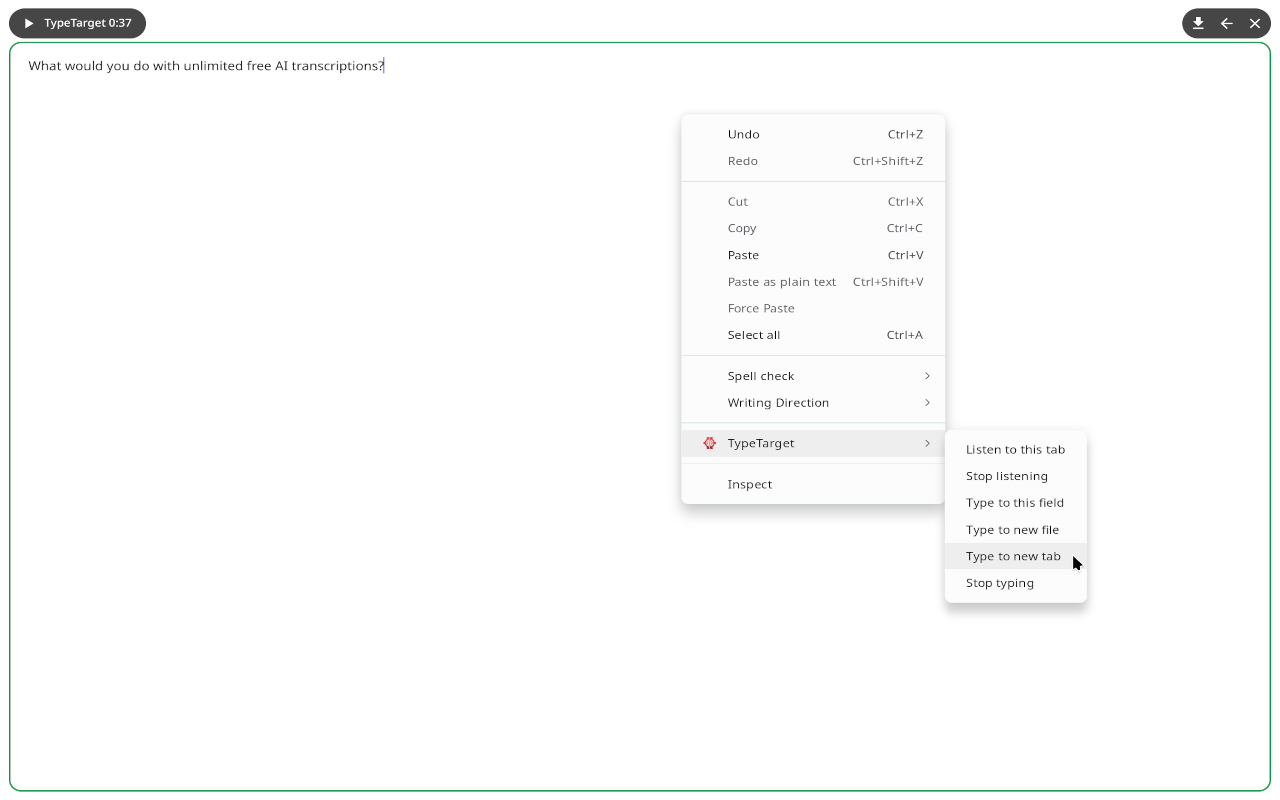 TypeTarget 0:37
What would you do with unlimited free AI transcriptions?
Undo Ctrl+Z
Redo Ctrl+Shift+Z
Cut Ctrl+X
Copy Ctrl+C
Paste Ctrl+V
Paste as plain text Ctrl+Shift+V
Force Paste
Select all Ctrl+A
Spell check
Writing Direction
TypeTarget
Inspect
Listen to this tab
Stop listening
Type to this field
Type to new file
Type to new tab
Stop typing